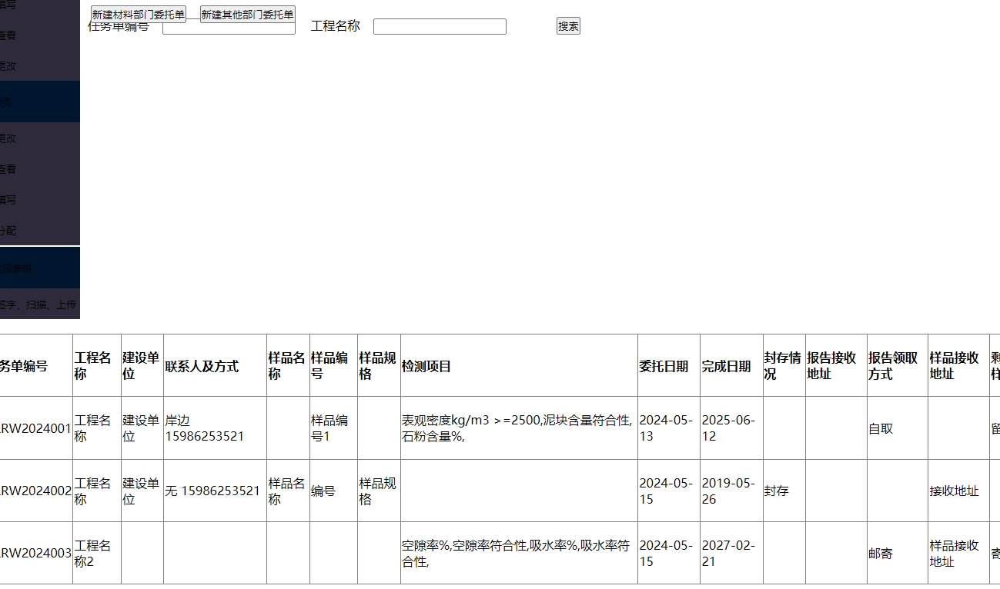 填写
查看
更改
页
更改
查看
填写
分配
成编辑
签字、扫描、上传
新建材料部门委托单 新建其他部门委托单
任务单编号 工程名称 搜索
务单编号 工程名称 建设单位 联系人及方式 样品名称 样品编号 样品规格 检测项目 委托日期 完成日期 封存情况 报告接收地址 报告领取方式 样品接收地址
RW2024001 工程名称 建设单位 岸边 15986253521 样品编号1 表观密度kg/m3 >=2500,泥块含量符合性,石粉含量%, 2024-05-13 2025-06-12 自取 留
RW2024002 工程名称 建设单位 无 15986253521 样品名称 编号 样品规格 2024-05-15 2019-05-26 封存 接收地址
RW2024003 工程名称2 空隙率%,空隙率符合性,吸水率%,吸水率符合性, 2024-05-15 2027-02-21 邮寄 样品接收地址 寄